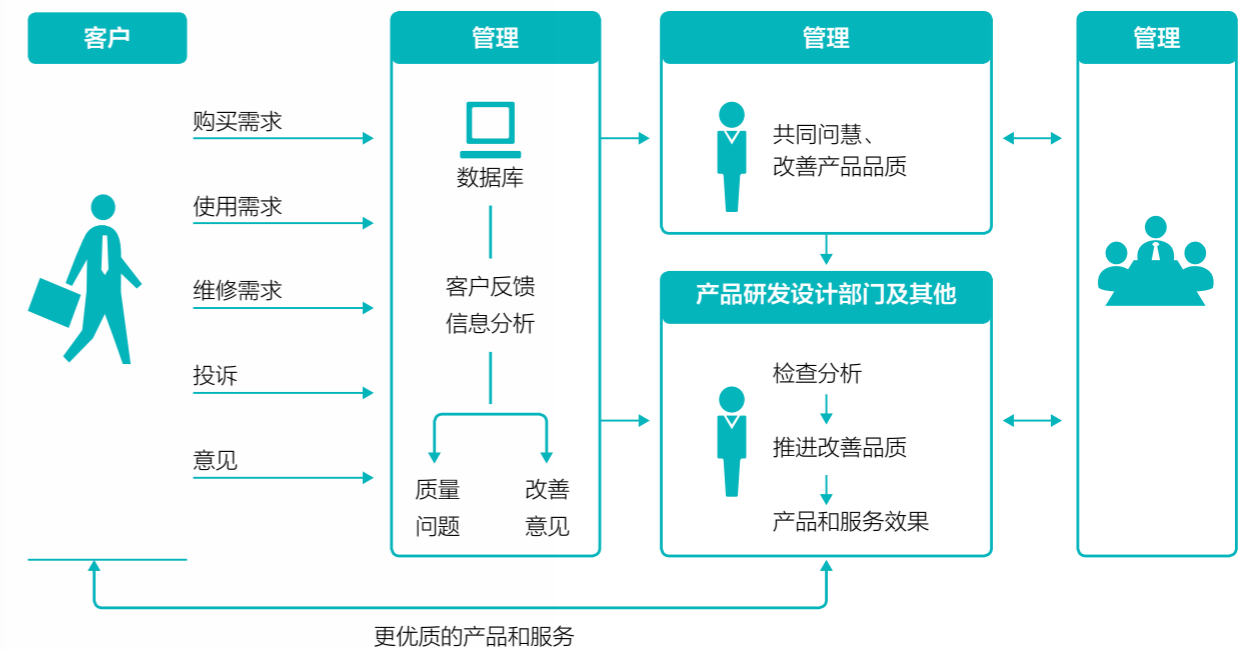 客户
购买需求
使用需求
维修需求
投诉
意见
管理
数据库
客户反馈
信息分析
质量
问题
改善
意见
管理
共同问慧、
改善产品品质
产品研发设计部门及其他
检查分析
推进改善品质
产品和服务效果
管理
更优质的产品和服务